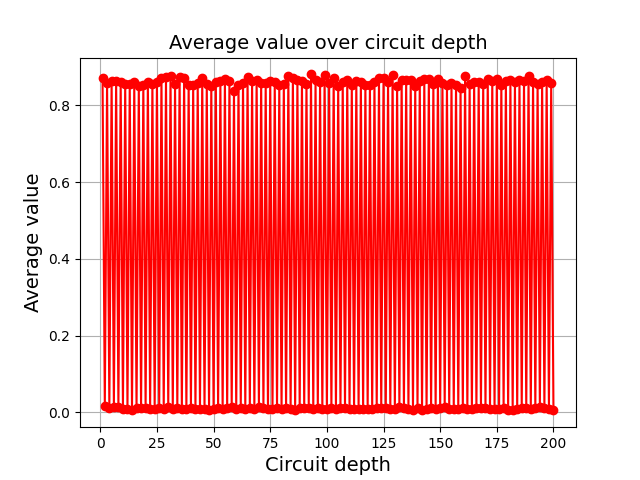 Average value over circuit depth
Average value
0.8
0.6
0.4
0.2
0.0
0 25 50 75 100 125 150 175 200
Circuit depth